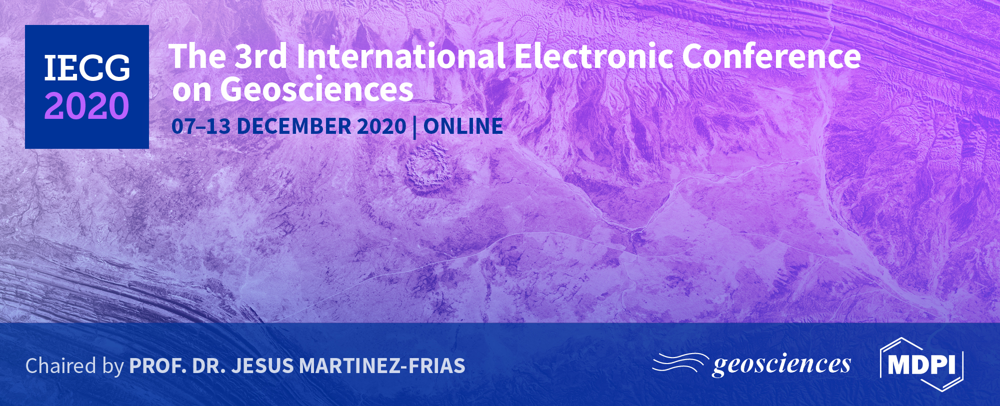 IECG
2020
The 3rd International Electronic Conference
on Geosciences
07–13 DECEMBER 2020 | ONLINE
Chaired by PROF. DR. JESUS MARTINEZ-FRIAS
geosciences
MDPI